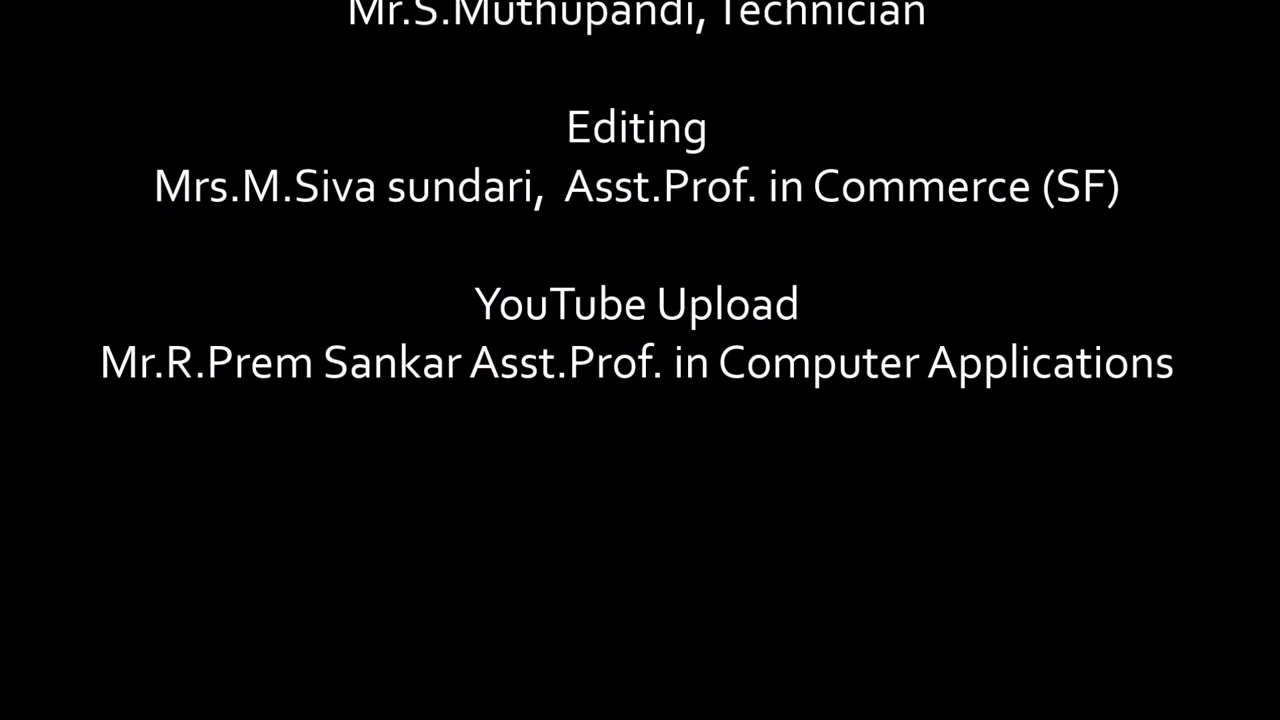 Mr.S.Muthupandi, Technician
Editing
Mrs.M.Siva sundari,  Asst.Prof. in Commerce (SF)
YouTube Upload
Mr.R.Prem Sankar Asst.Prof. in Computer Applications